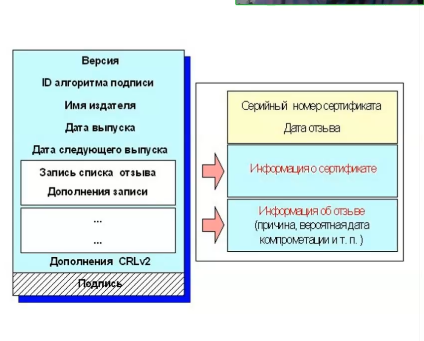 Версия
ID алгоритма подписи
Имя издателя
Дата выпуска
Дата следующего выпуска
Запись списка отзыва
Дополнения записи
...
...
Дополнения CRLv2
Подпись
Серийный номер сертификата
Дата отзыва
Информация о сертификате
Информация об отзыве
(причина, вероятная дата
компрометации и т. п. )